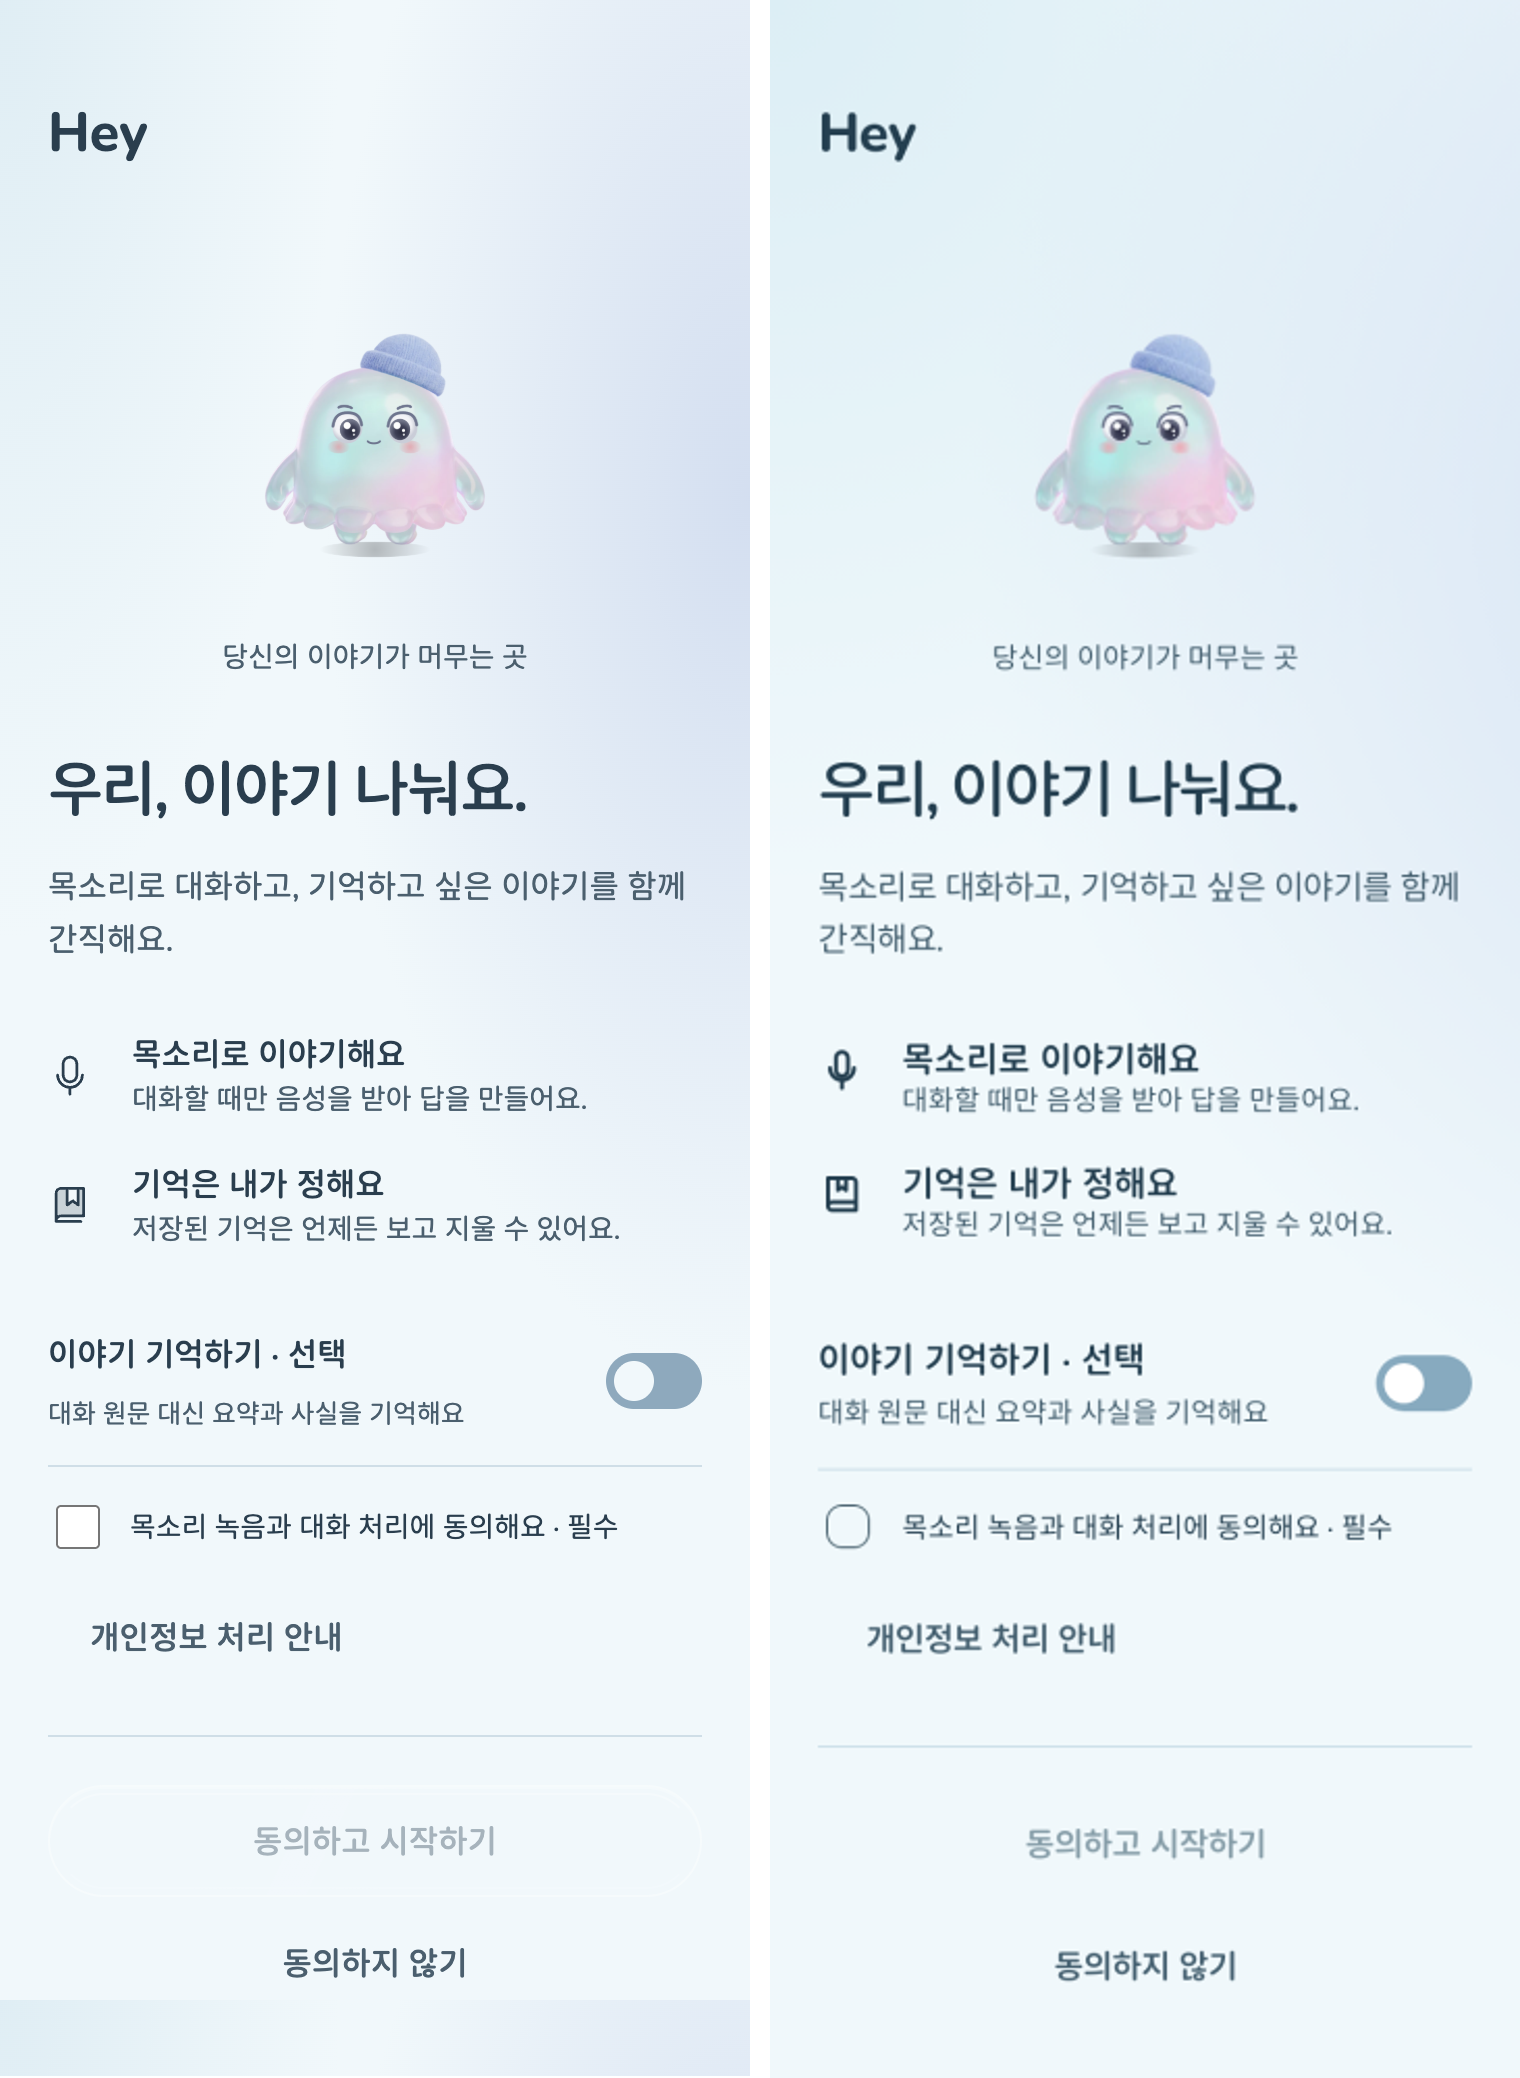 Hey
당신의 이야기가 머무는 곳
우리, 이야기 나눠요.
목소리로 대화하고, 기억하고 싶은 이야기를 함께
간직해요.
목소리로 이야기해요
대화할 때만 음성을 받아 답을 만들어요.
기억은 내가 정해요
저장된 기억은 언제든 보고 지울 수 있어요.
이야기 기억하기 · 선택
대화 원문 대신 요약과 사실을 기억해요
목소리 녹음과 대화 처리에 동의해요 · 필수
개인정보 처리 안내
동의하고 시작하기
동의하지 않기
Hey
당신의 이야기가 머무는 곳
우리, 이야기 나눠요.
목소리로 대화하고, 기억하고 싶은 이야기를 함께
간직해요.
목소리로 이야기해요
대화할 때만 음성을 받아 답을 만들어요.
기억은 내가 정해요
저장된 기억은 언제든 보고 지울 수 있어요.
이야기 기억하기 · 선택
대화 원문 대신 요약과 사실을 기억해요
목소리 녹음과 대화 처리에 동의해요 · 필수
개인정보 처리 안내
동의하고 시작하기
동의하지 않기